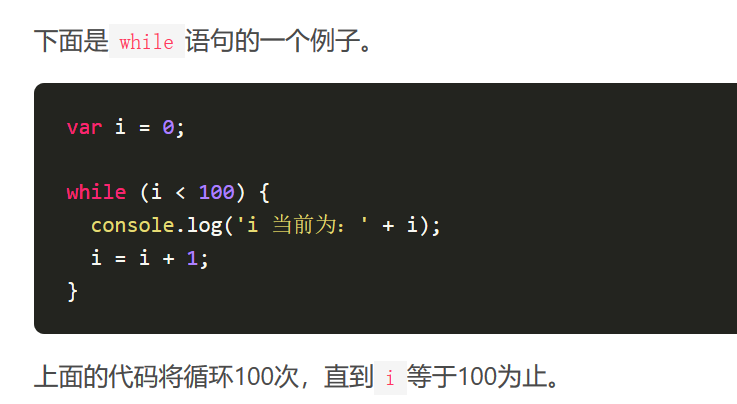 下面是 while 语句的一个例子。
var i = 0;
while (i < 100) {
  console.log('i 当前为：' + i);
  i = i + 1;
}
上面的代码将循环100次，直到 i 等于100为止。